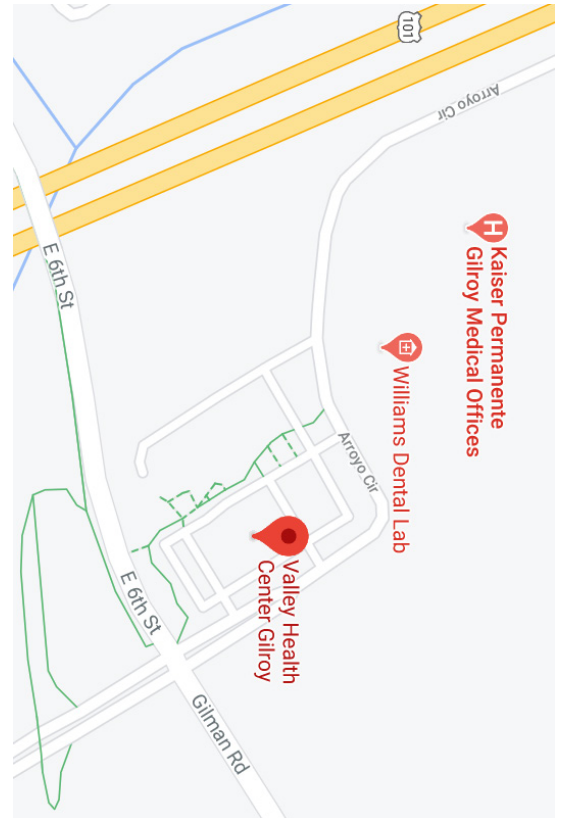 101
Arroyo Cir
Kaiser Permanente
Gilroy Medical Offices
E 6th St
Williams Dental Lab
Arroyo Cir
Valley Health
Center Gilroy
E 6th St
Gilman Rd